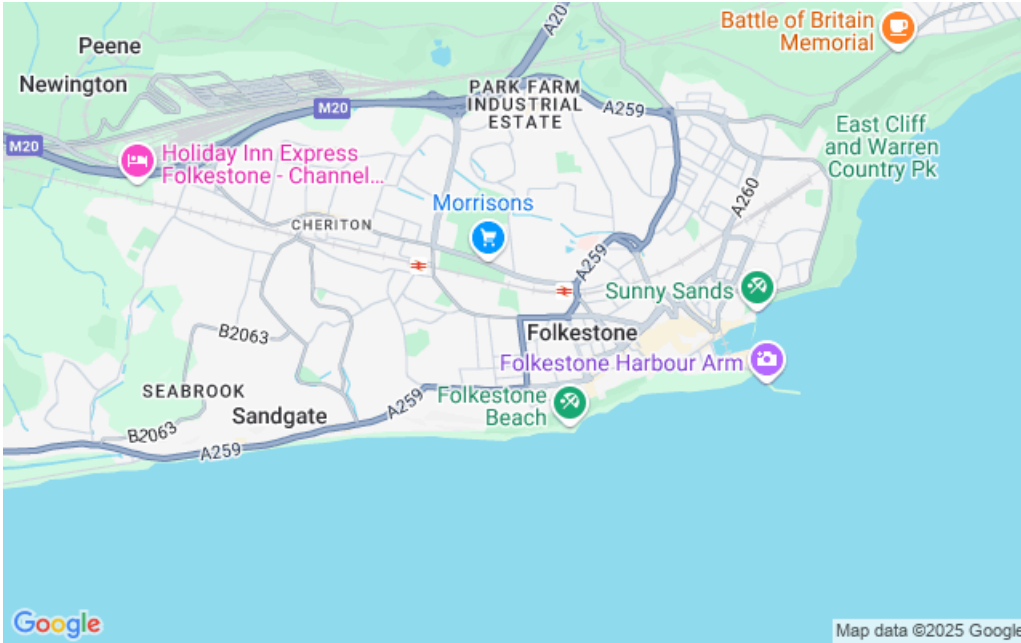 Battle of Britain
Memorial
Peene
A20
Newington
PARK FARM
INDUSTRIAL
ESTATE
M20
A259
East Cliff
and Warren
Country Pk
M20
Holiday Inn Express
Folkestone - Channel...
A260
Morrisons
CHERITON
A259
Sunny Sands
B2063
Folkestone
Folkestone Harbour Arm
SEABROOK
A259
Folkestone
Beach
Sandgate
B2063
A259
Google
Map data ©2025 Google